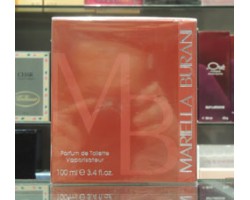 MB
MARIELLA BURANI
Parfum de Toilette
Vaporisateur
100 ml ℮ 3.4 fl.oz.